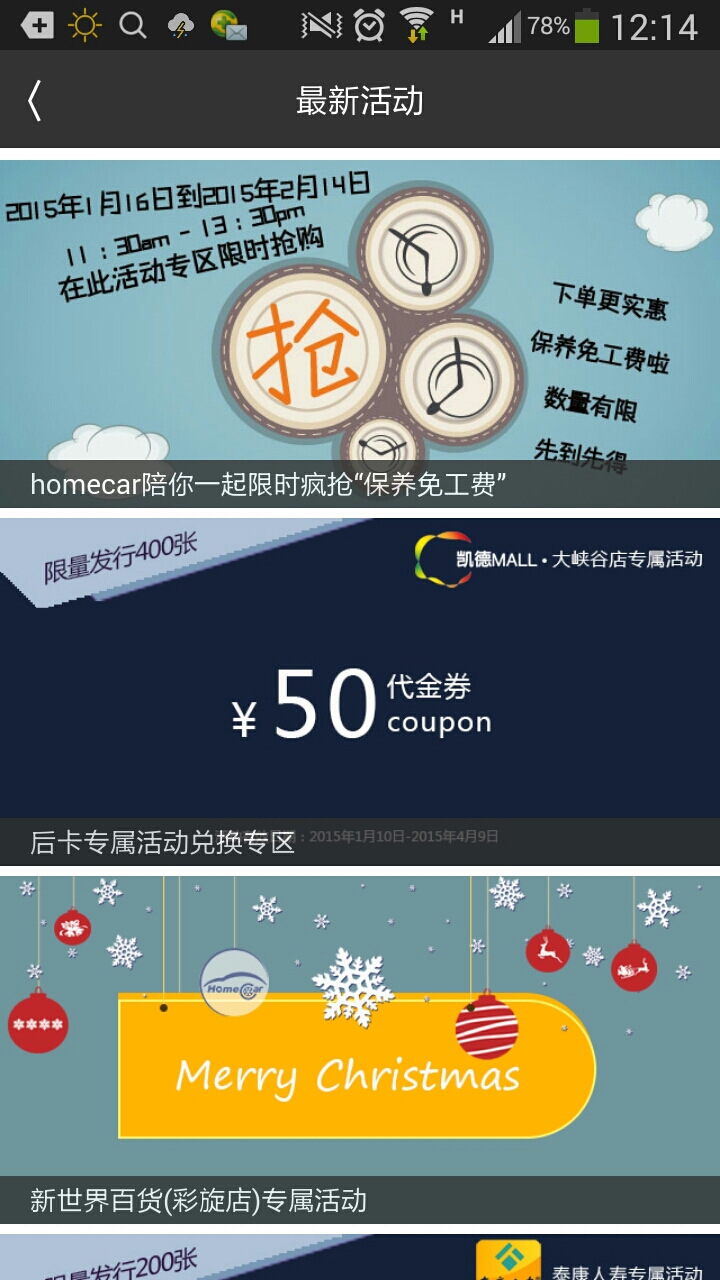 H 78% 12:14
最新活动
2015年1月16日到2015年2月14日
11：30am - 13：30pm
在此活动专区限时抢购
抢
下单更实惠
保养免工费啦
数量有限
先到先得
homecar陪你一起限时疯抢“保养免工费”
限量发行400张
凯德MALL·大峡谷店专属活动
¥ 50 代金券
coupon
：2015年1月10日-2015年4月9日
后卡专属活动兑换专区
HomeCar
Merry Christmas
新世界百货(彩旋店)专属活动
限量发行200张
泰康人寿专属活动